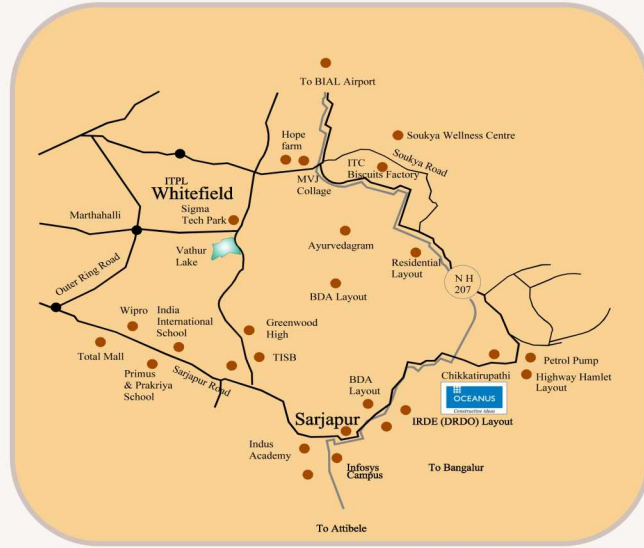 To BIAL Airport
Soukya Wellness Centre
Hope
farm
Soukya Road
MVJ
Collage
ITC
Biscuits Factory
ITPL
Whitefield
Sigma
Tech Park
Marthahalli
Ayurvedagram
Vathur
Lake
Residential
Layout
Outer Ring Road
N H
207
BDA Layout
Wipro
India
International
School
Greenwood
High
Total Mall
TISB
Primus
& Prakriya
School
Sarjapur Road
Chikkatirupathi
Petrol Pump
Highway Hamlet
Layout
BDA
Layout
OCEANUS
Constructive Ideas
Sarjapur
IRDE (DRDO) Layout
Indus
Academy
Infosys
Campus
To Bangalur
To Attibele